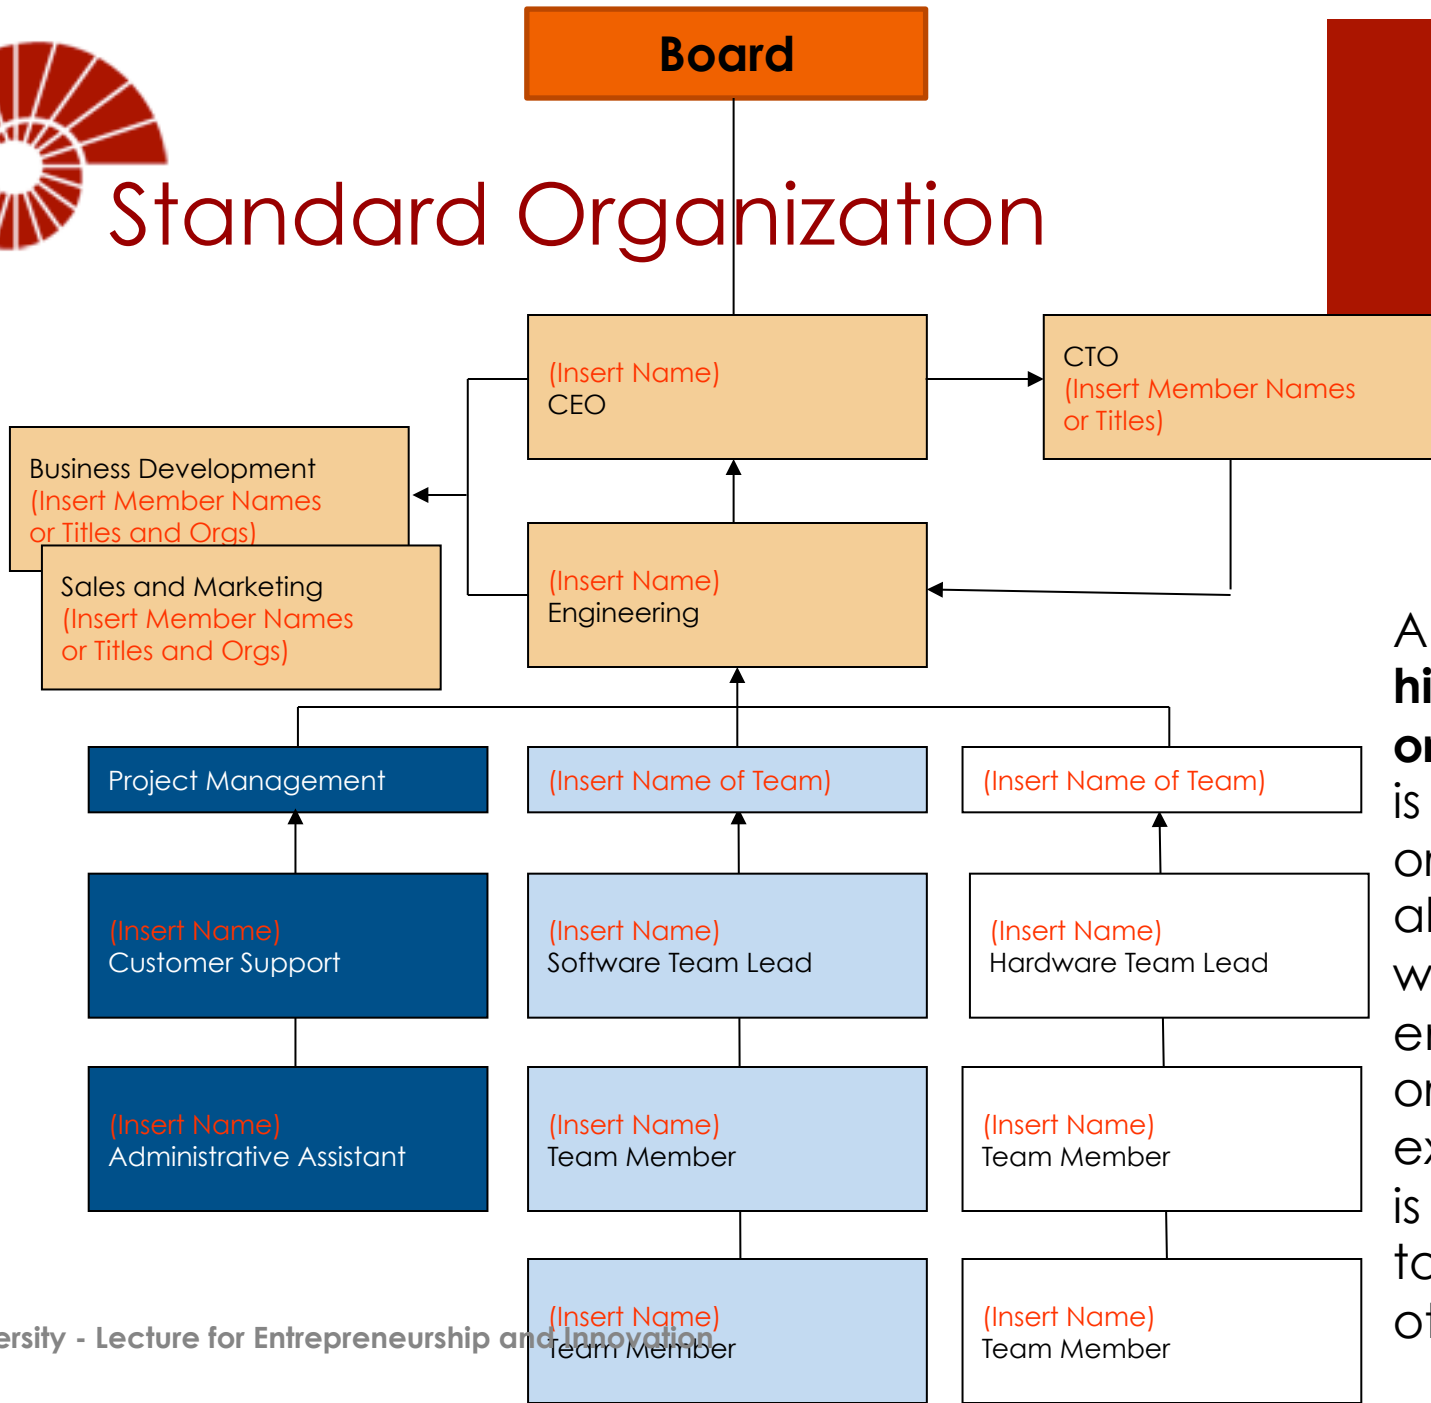 Board
Standard Organization
(Insert Name)
CEO
CTO
(Insert Member Names
or Titles)
Business Development
(Insert Member Names
or Titles and Orgs)
Sales and Marketing
(Insert Member Names
or Titles and Orgs)
(Insert Name)
Engineering
Project Management
(Insert Name of Team)
(Insert Name of Team)
(Insert Name)
Customer Support
(Insert Name)
Software Team Lead
(Insert Name)
Hardware Team Lead
(Insert Name)
Administrative Assistant
(Insert Name)
Team Member
(Insert Name)
Team Member
(Insert Name)
Team Member
(Insert Name)
Team Member
A
is
is
- Lecture for Entrepreneurship and Innovation